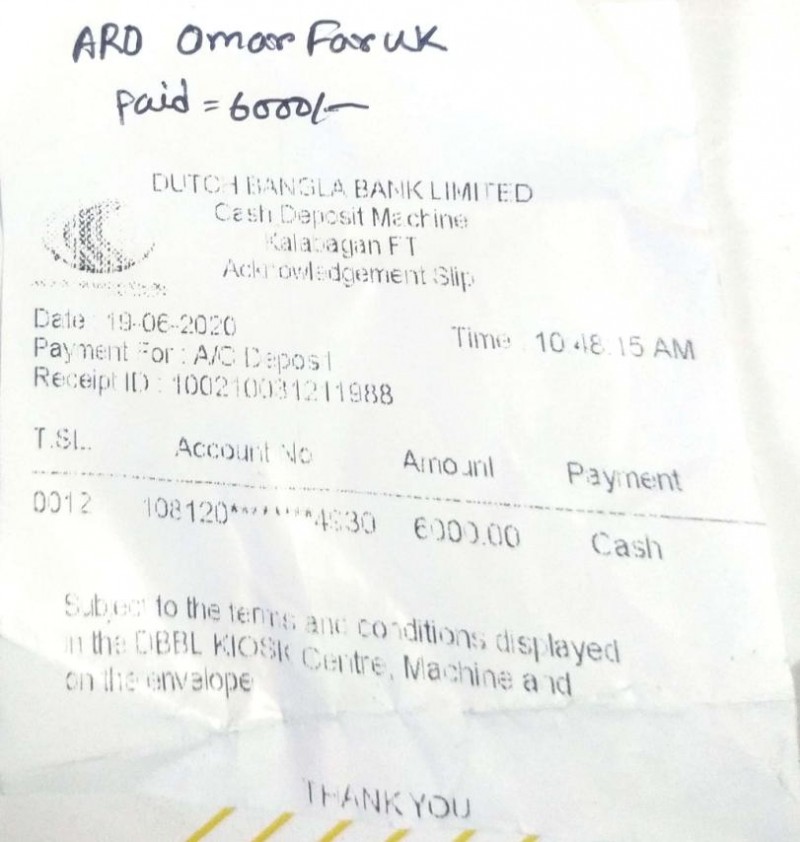 ARD Omar Faruk
paid = 6000/-
DUTCH BANGLA BANK LIMITED
Cash Deposit Machine
Kalabagan FT
Acknowledgement Slip
Date : 19-06-2020
Time : 10:48:15 AM
Payment For : A/C Deposit
Receipt ID : 1002100311211988
T.SL. Account No Amount Payment
0012 6000.00 Cash
Subject to the terms and conditions displayed
in the DBBL KIOSK Centre, Machine and
on the envelope
THANK YOU